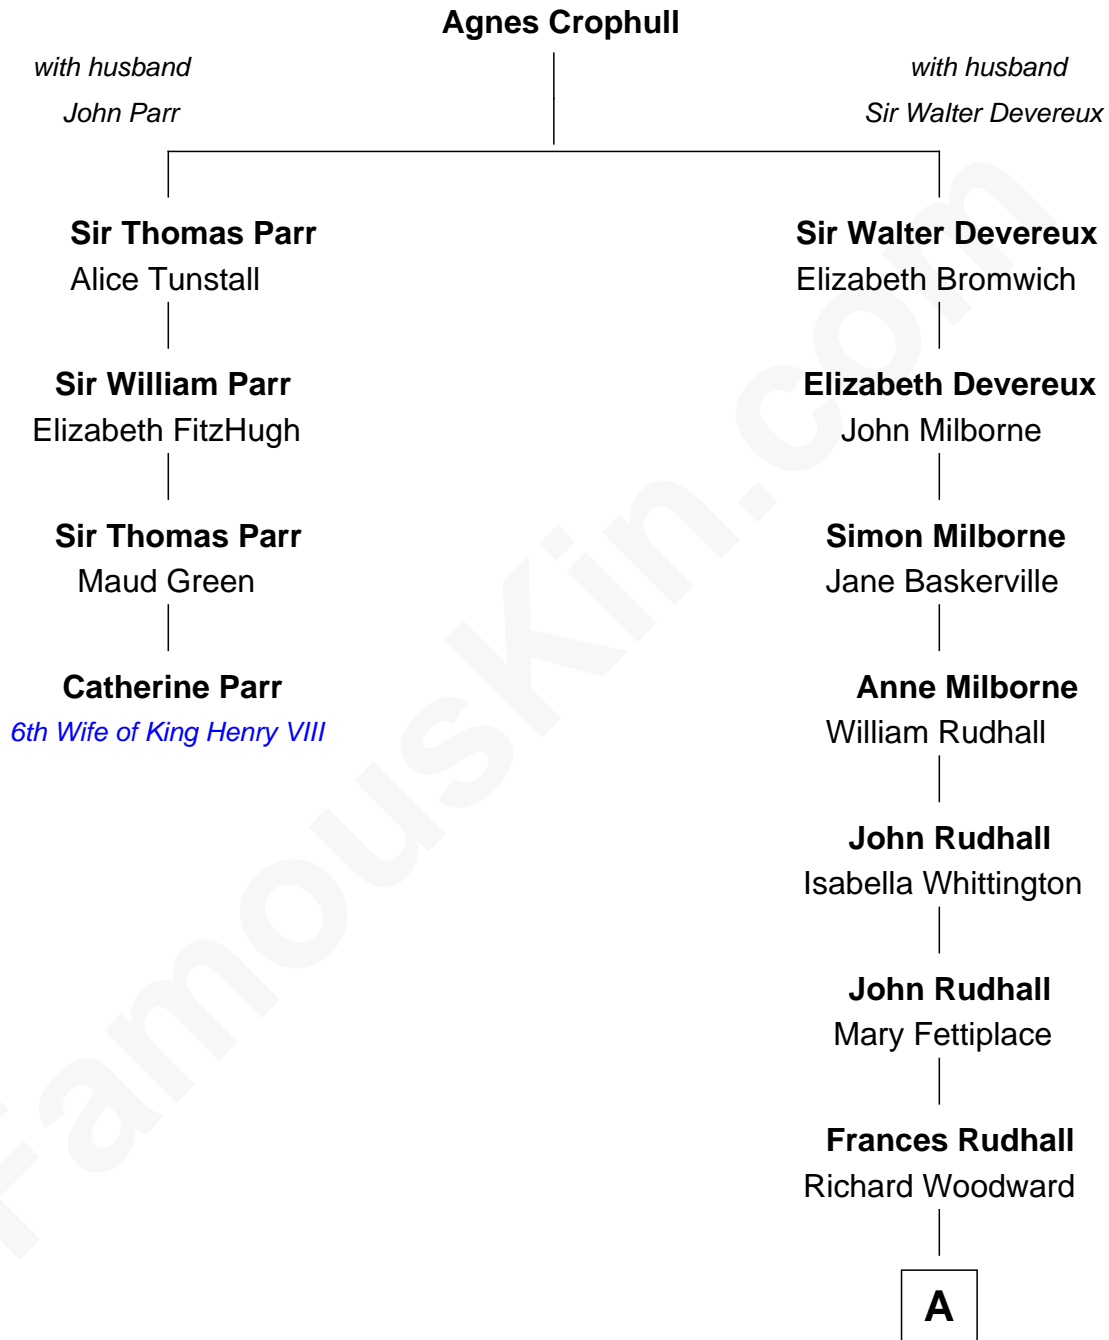 Agnes Crophull
with husband
John Parr
with husband
Sir Walter Devereux
Sir Thomas Parr
Alice Tunstall
Sir William Parr
Elizabeth FitzHugh
Sir Thomas Parr
Maud Green
Catherine Parr
6th Wife of King Henry VIII
Sir Walter Devereux
Elizabeth Bromwich
Elizabeth Devereux
John Milborne
Simon Milborne
Jane Baskerville
Anne Milborne
William Rudhall
John Rudhall
Isabella Whittington
John Rudhall
Mary Fettiplace
Frances Rudhall
Richard Woodward
A
FamousKin.com